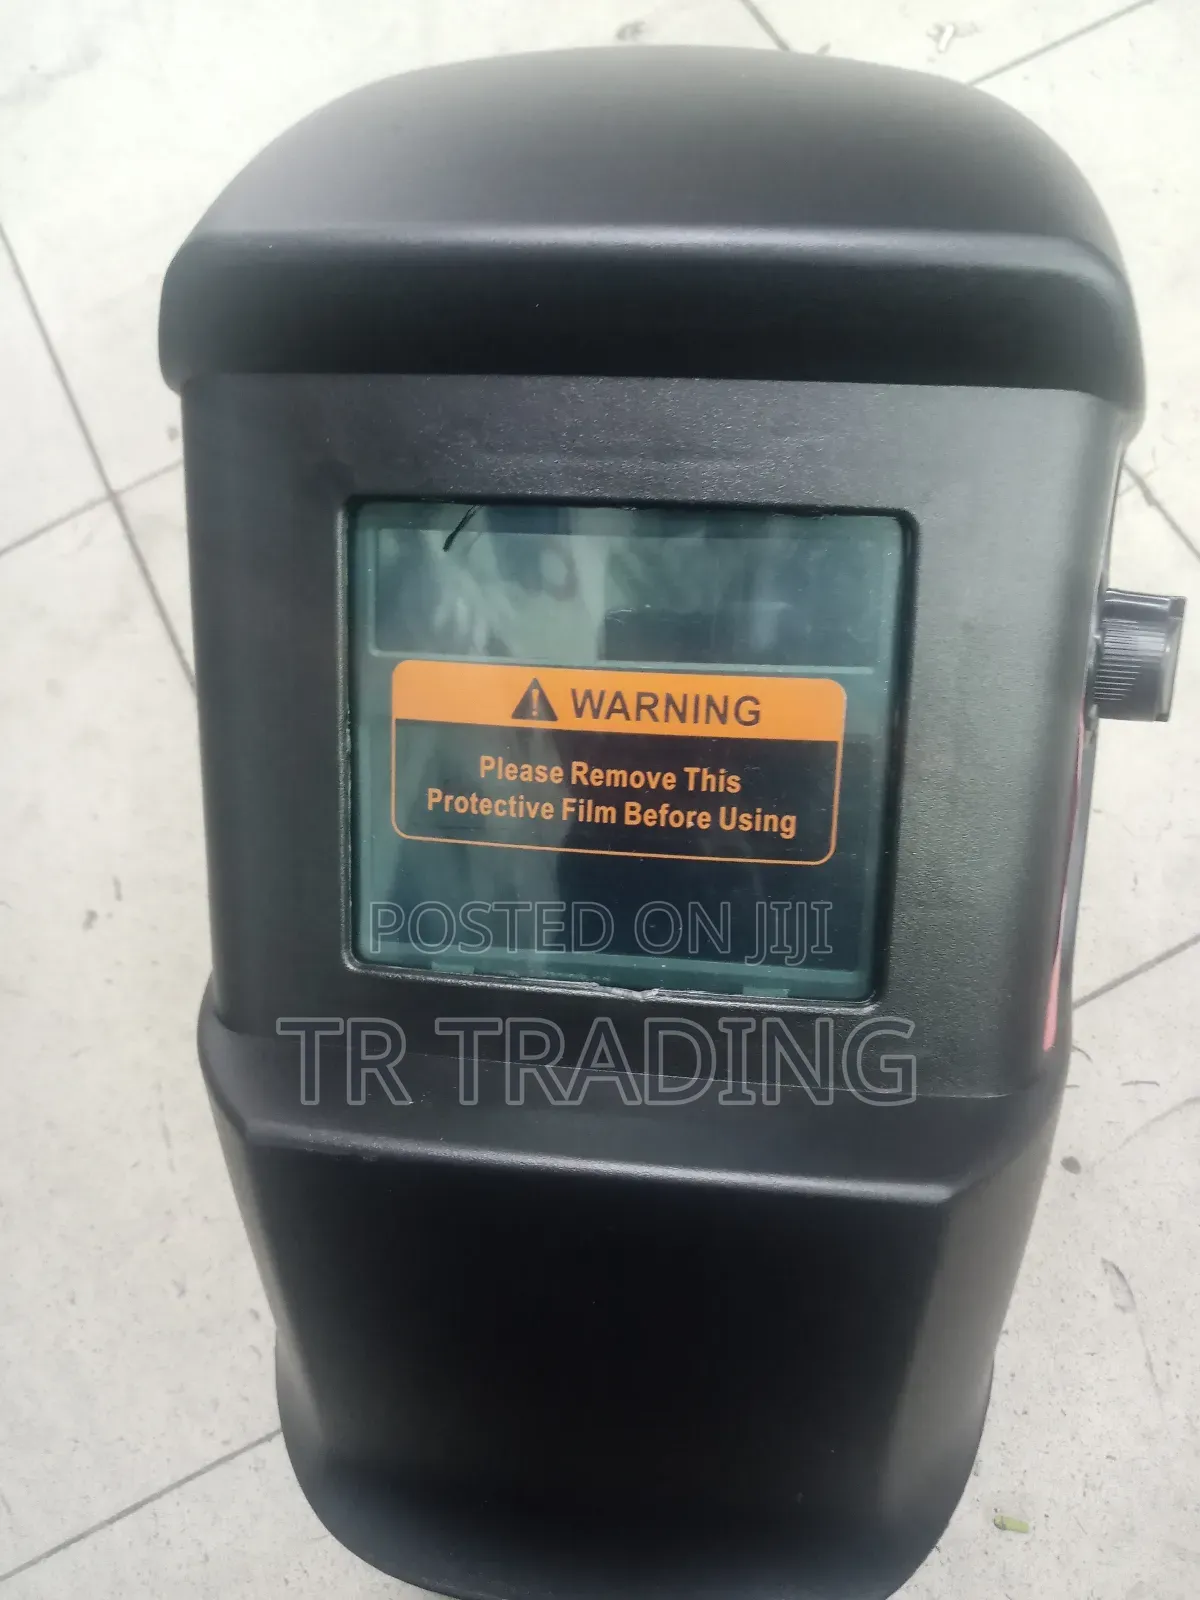 WARNING
Please Remove This
Protective Film Before Using
POSTED ON JIJI
TR TRADING